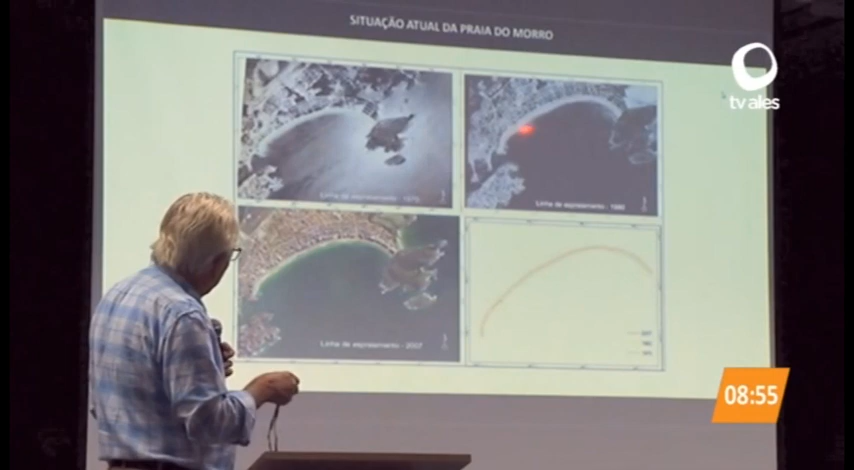 SITUAÇÃO ATUAL DA PRAIA DO MORRO
tv ales
Linha de espraiamento - 1970
Linha de espraiamento - 1986
Linha de espraiamento - 2007
08:55